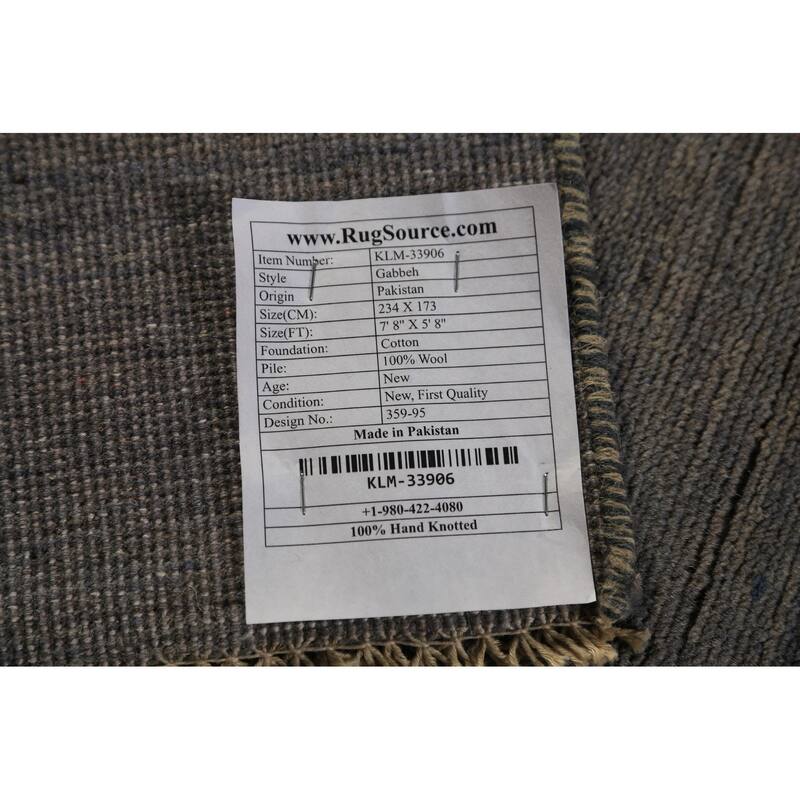 www.RugSource.com
Item Number: KLM-33906
Style Gabbeh
Origin Pakistan
Size(CM): 234 X 173
Size(FT): 7' 8" X 5' 8"
Foundation: Cotton
Pile: 100% Wool
Age: New
Condition: New, First Quality
Design No.: 359-95
Made in Pakistan
KLM-33906
+1-980-422-4080
100% Hand Knotted